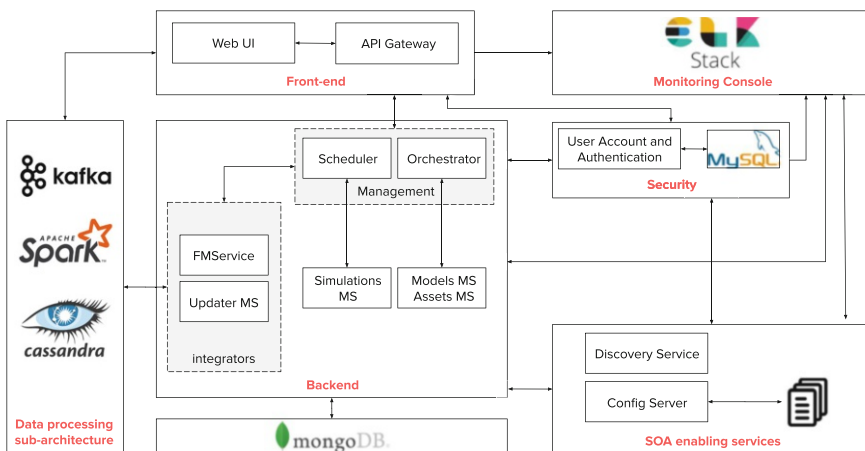 Web UI
API Gateway
Front-end
ELK
Stack
Monitoring Console
kafka
APACHE
Spark
cassandra
Data processing
sub-architecture
Scheduler
Orchestrator
Management
FMService
Updater MS
integrators
Simulations
MS
Models MS
Assets MS
Backend
User Account and
Authentication
MySQL
Security
Discovery Service
Config Server
SOA enabling services
mongoDB